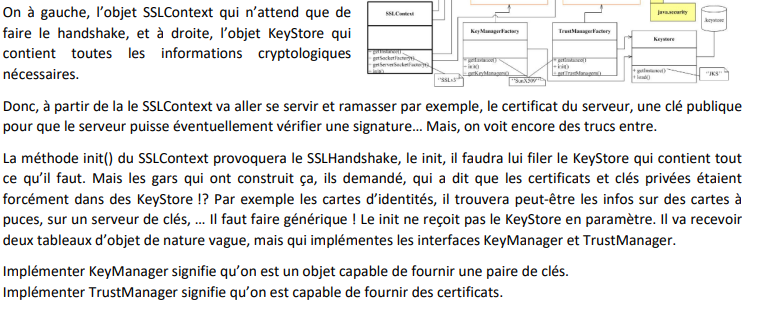 On à gauche, l'objet SSLContext qui n'attend que de
faire le handshake, et à droite, l'objet KeyStore qui
contient toutes les informations cryptologiques
nécessaires.
SSLContext
getInstance()
getSocketFactory()
getServerSocketFactory()
init()
"SSLv3"
KeyManagerFactory
+ getInstance()
+ init()
getKeyManagers()
"SunX509"
TrustManagerFactory
+ getInstance()
+ init()
getTrustManagers()
java.security
.keystore
Keystore
+ getInstance()
+ load()
"JKS"
Donc, à partir de la le SSLContext va aller se servir et ramasser par exemple, le certificat du serveur, une clé publique
pour que le serveur puisse éventuellement vérifier une signature... Mais, on voit encore des trucs entre.
La méthode init() du SSLContext provoquera le SSLHandshake, le init, il faudra lui filer le KeyStore qui contient tout
ce qu'il faut. Mais les gars qui ont construit ça, ils demandé, qui a dit que les certificats et clés privées étaient
forcément dans des KeyStore !? Par exemple les cartes d'identités, il trouvera peut-être les infos sur des cartes à
puces, sur un serveur de clés, ... Il faut faire générique ! Le init ne reçoit pas le KeyStore en paramètre. Il va recevoir
deux tableaux d'objet de nature vague, mais qui implémentes les interfaces KeyManager et TrustManager.
Implémenter KeyManager signifie qu'on est un objet capable de fournir une paire de clés.
Implémenter TrustManager signifie qu'on est capable de fournir des certificats.